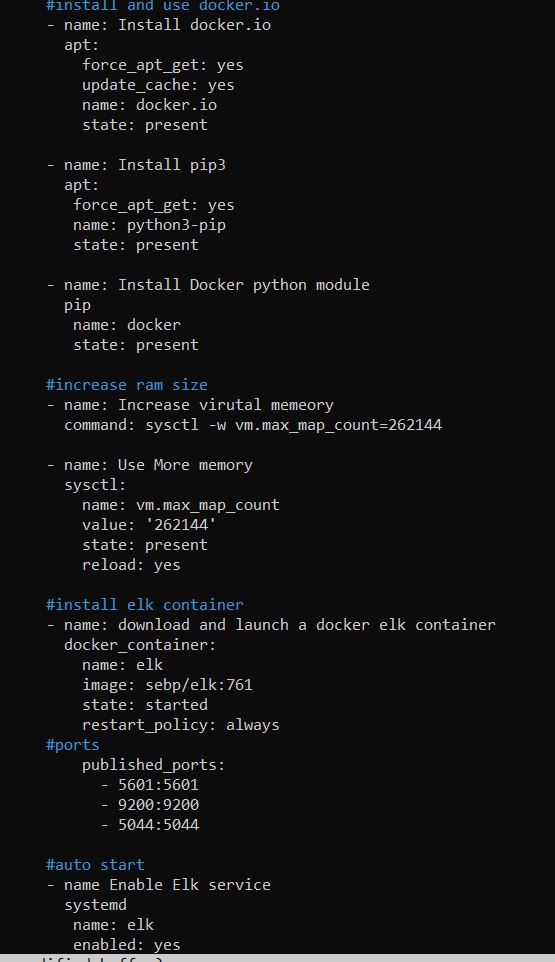 #install and use docker.io
- name: Install docker.io
apt:
force_apt_get: yes
update_cache: yes
name: docker.io
state: present
- name: Install pip3
apt:
force_apt_get: yes
name: python3-pip
state: present
- name: Install Docker python module
pip
name: docker
state: present
#increase ram size
- name: Increase virutal memeory
command: sysctl -w vm.max_map_count=262144
- name: Use More memory
sysctl:
name: vm.max_map_count
value: '262144'
state: present
reload: yes
#install elk container
- name: download and launch a docker elk container
docker_container:
name: elk
image: sebp/elk:761
state: started
restart_policy: always
#ports
published_ports:
- 5601:5601
- 9200:9200
- 5044:5044
#auto start
- name Enable Elk service
systemd
name: elk
enabled: yes